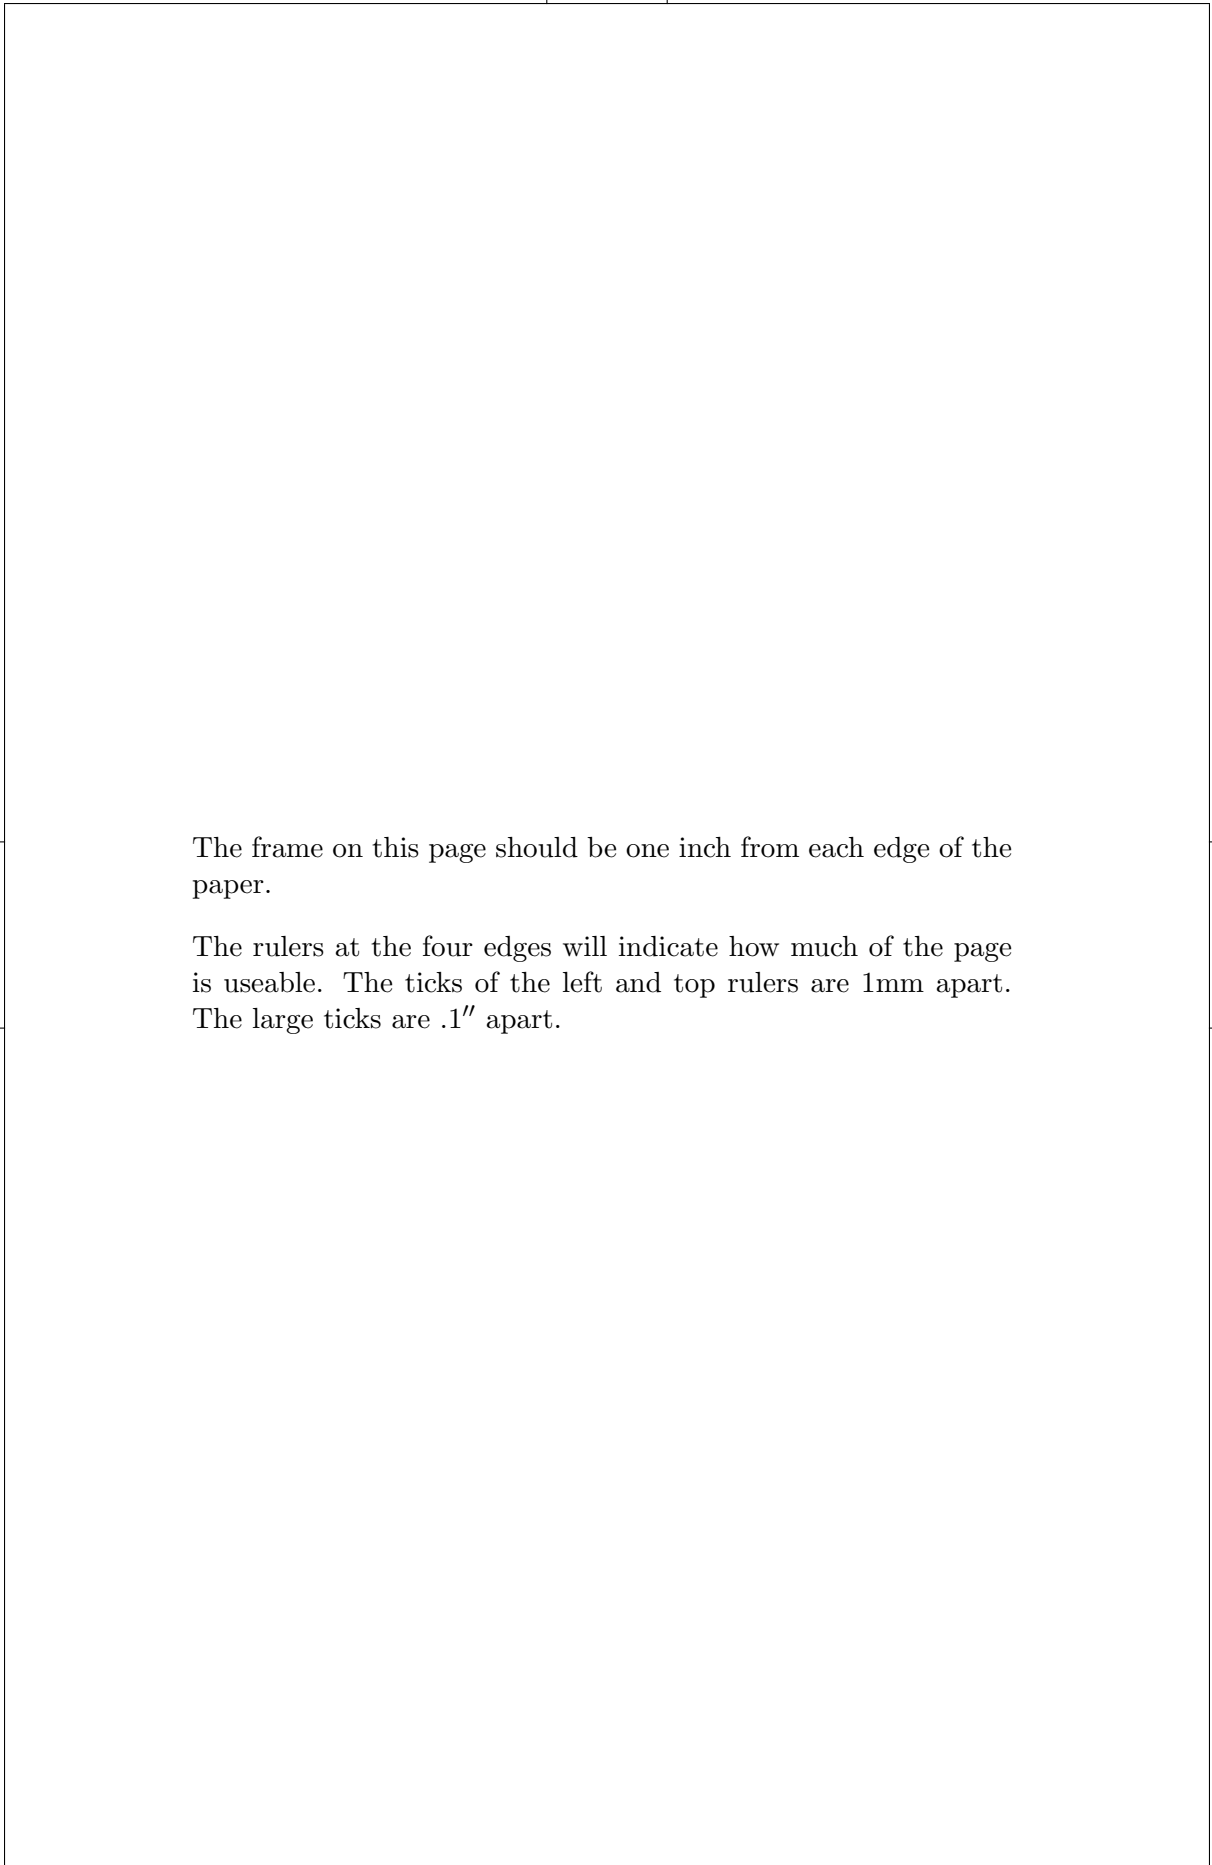 The frame on this page should be one inch from each edge of the
paper.
The rulers at the four edges will indicate how much of the page
is useable. The ticks of the left and top rulers are 1mm apart.
The large ticks are .1″ apart.